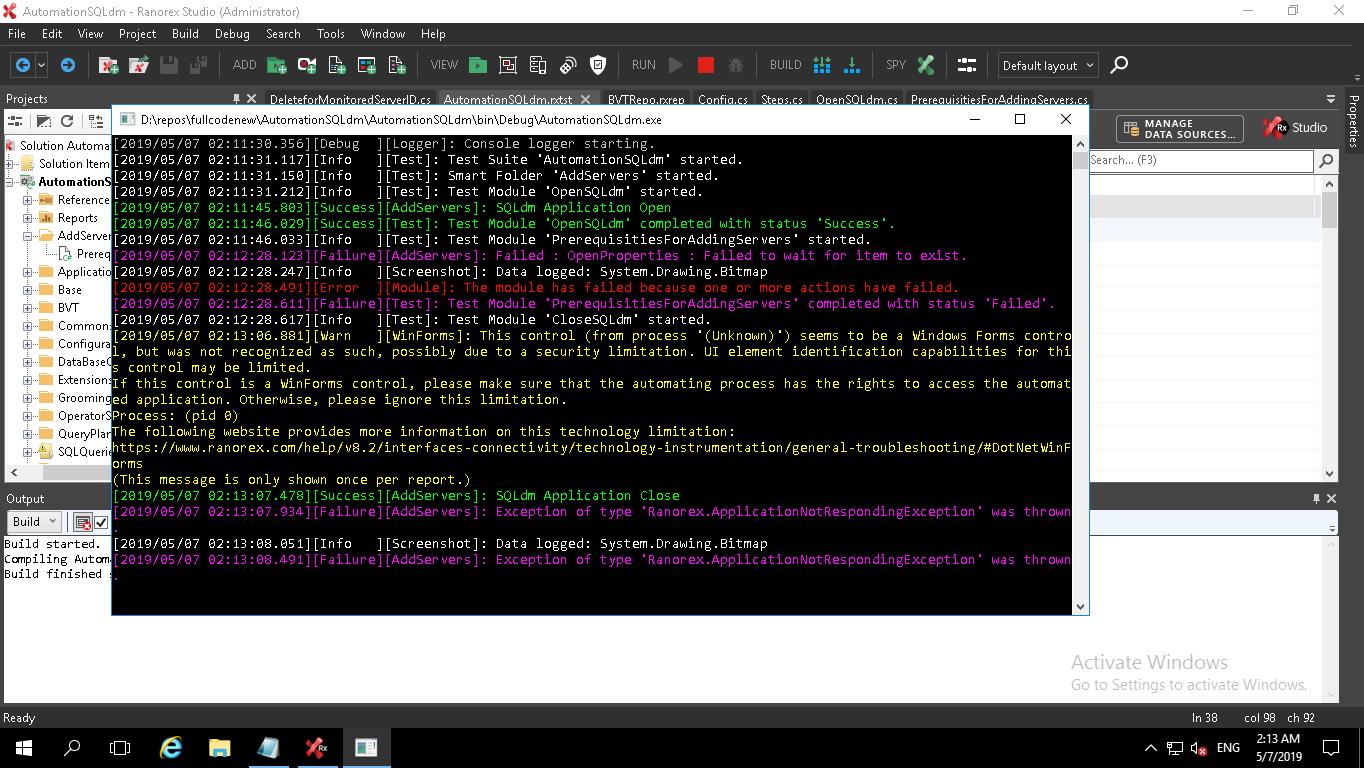 AutomationSQLdm - Ranorex Studio (Administrator)
File Edit View Project Build Debug Search Tools Window Help
ADD VIEW RUN BUILD SPY Default layout
Projects
DeleteforMonitoredServerID.cs AutomationSQLdm.rxtst BVTRepo.rxrep Config.cs Steps.cs OpenSQLdm.cs PrerequisitiesForAddingServers.cs
Properties
D:\repos\fullcodenew\AutomationSQLdm\AutomationSQLdm\bin\Debug\AutomationSQLdm.exe
MANAGE
DATA SOURCES...
Rx Studio
Search... (F3)
Solution Automa
Solution Item
AutomationS
Reference
Reports
AddServer
Prereq
Applicatio
Base
BVT
Common
Configura
DataBaseO
Extensions
Grooming
OperatorS
QueryPlan
SQLQuerie
[2019/05/07 02:11:30.356][Debug  ][Logger]: Console logger starting.
[2019/05/07 02:11:31.117][Info   ][Test]: Test Suite 'AutomationSQLdm' started.
[2019/05/07 02:11:31.150][Info   ][Test]: Smart Folder 'AddServers' started.
[2019/05/07 02:11:31.212][Info   ][Test]: Test Module 'OpenSQLdm' started.
[2019/05/07 02:11:45.803][Success][AddServers]: SQLdm Application Open
[2019/05/07 02:11:46.029][Success][Test]: Test Module 'OpenSQLdm' completed with status 'Success'.
[2019/05/07 02:11:46.033][Info   ][Test]: Test Module 'PrerequisitiesForAddingServers' started.
[2019/05/07 02:12:28.123][Failure][AddServers]: Failed : OpenProperties : Failed to wait for item to exist.
[2019/05/07 02:12:28.247][Info   ][Screenshot]: Data logged: System.Drawing.Bitmap
[2019/05/07 02:12:28.491][Error  ][Module]: The module has failed because one or more actions have failed.
[2019/05/07 02:12:28.611][Failure][Test]: Test Module 'PrerequisitiesForAddingServers' completed with status 'Failed'.
[2019/05/07 02:12:28.617][Info   ][Test]: Test Module 'CloseSQLdm' started.
[2019/05/07 02:13:06.881][Warn   ][WinForms]: This control (from process '(Unknown)') seems to be a Windows Forms contro
l, but was not recognized as such, possibly due to a security limitation. UI element identification capabilities for thi
s control may be limited.
If this control is a WinForms control, please make sure that the automating process has the rights to access the automat
ed application. Otherwise, please ignore this limitation.
Process: (pid 0)
The following website provides more information on this technology limitation:
https://www.ranorex.com/help/v8.2/interfaces-connectivity/technology-instrumentation/general-troubleshooting/#DotNetWinF
orms
(This message is only shown once per report.)
[2019/05/07 02:13:07.478][Success][AddServers]: SQLdm Application Close
[2019/05/07 02:13:07.934][Failure][AddServers]: Exception of type 'Ranorex.ApplicationNotRespondingException' was thrown
.
[2019/05/07 02:13:08.051][Info   ][Screenshot]: Data logged: System.Drawing.Bitmap
[2019/05/07 02:13:08.491][Failure][AddServers]: Exception of type 'Ranorex.ApplicationNotRespondingException' was thrown
.
Output
Build
Build started.
Compiling Autom
Build finished s
Activate Windows
Go to Settings to activate Windows.
Ready
ln 38 col 98 ch 92
Rx
ENG
2:13 AM
5/7/2019